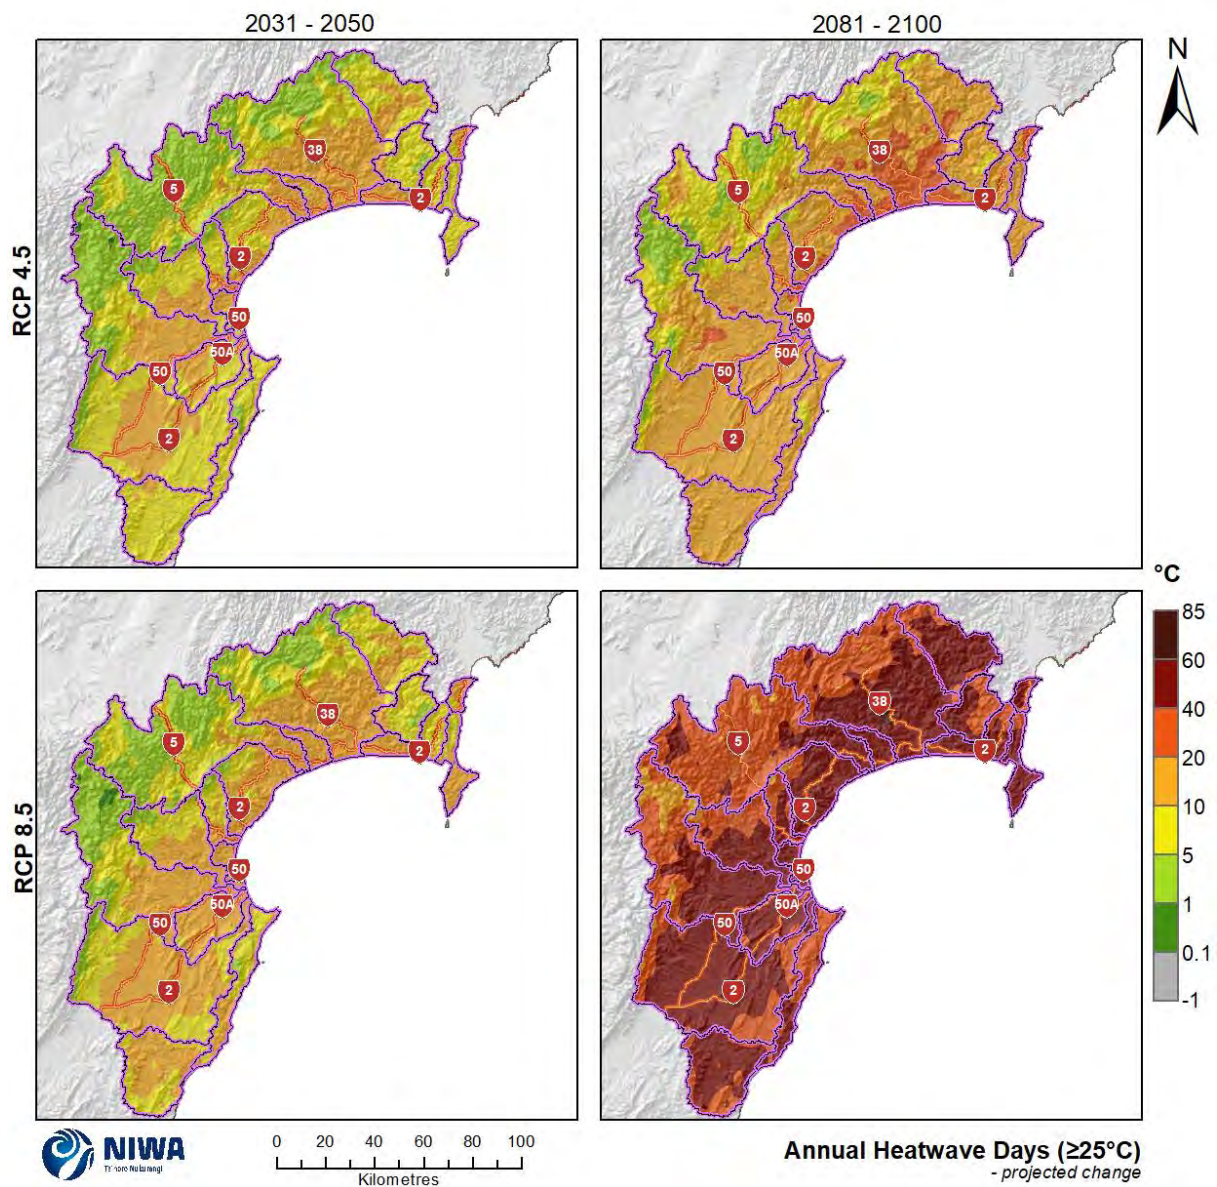 2031 - 2050
2081 - 2100
N
RCP 4.5
38
5
2
2
50
50A
50
2
38
5
2
2
50
50A
50
2
RCP 8.5
38
5
2
2
50
50A
50
2
38
5
2
2
50
50A
50
2
°C
85
60
40
20
10
5
1
0.1
-1
NIWA
Taihoro Nukurangi
0 20 40 60 80 100
Kilometres
Annual Heatwave Days (≥25°C)
- projected change